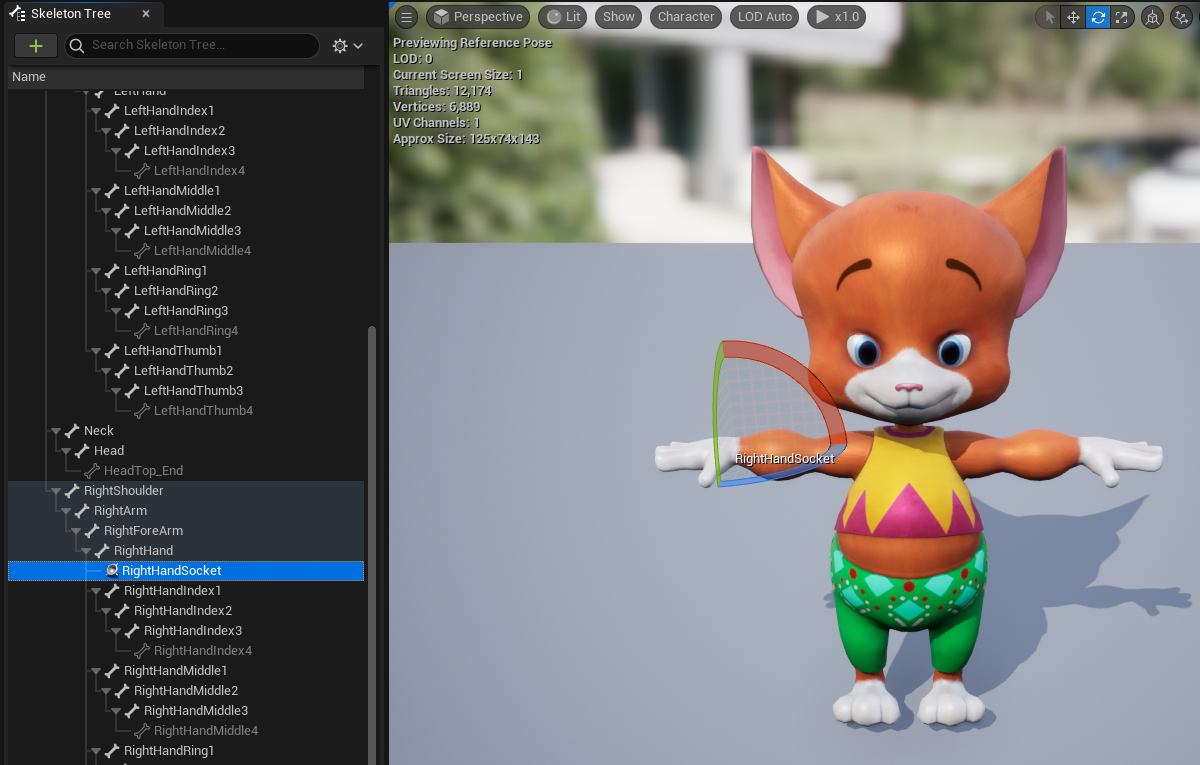 Skeleton Tree
Search Skeleton Tree...
Name
LeftHand
LeftHandIndex1
LeftHandIndex2
LeftHandIndex3
LeftHandIndex4
LeftHandMiddle1
LeftHandMiddle2
LeftHandMiddle3
LeftHandMiddle4
LeftHandRing1
LeftHandRing2
LeftHandRing3
LeftHandRing4
LeftHandThumb1
LeftHandThumb2
LeftHandThumb3
LeftHandThumb4
Neck
Head
HeadTop_End
RightShoulder
RightArm
RightForeArm
RightHand
RightHandSocket
RightHandIndex1
RightHandIndex2
RightHandIndex3
RightHandIndex4
RightHandMiddle1
RightHandMiddle2
RightHandMiddle3
RightHandMiddle4
RightHandRing1
Perspective Lit Show Character LOD Auto x1.0
Previewing Reference Pose
LOD: 0
Current Screen Size: 1
Triangles: 12,174
Vertices: 6,889
UV Channels: 1
Approx Size: 125x74x143
RightHandSocket